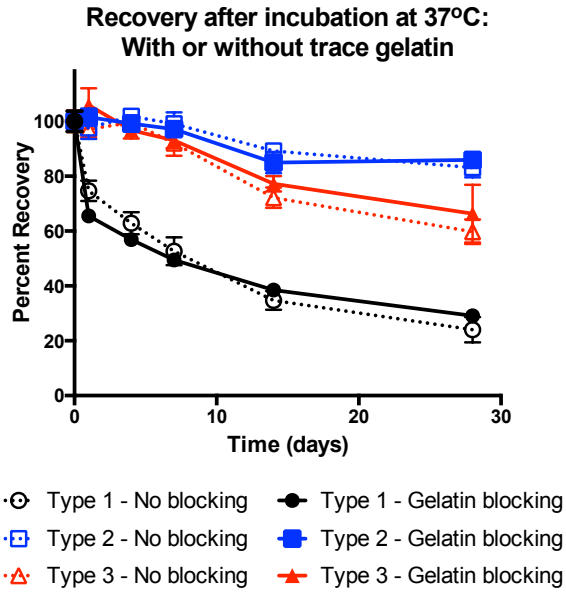 Recovery after incubation at 37ºC:
With or without trace gelatin
Percent Recovery
100
80
60
40
20
0
0 10 20 30
Time (days)
Type 1 - No blocking Type 1 - Gelatin blocking
Type 2 - No blocking Type 2 - Gelatin blocking
Type 3 - No blocking Type 3 - Gelatin blocking